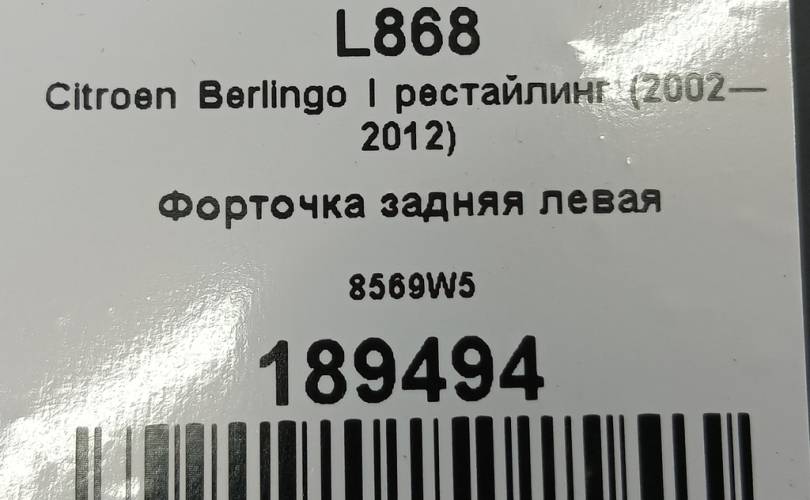 L868
Citroen Berlingo I рестайлинг (2002—
2012)
Форточка задняя левая
8569W5
189494